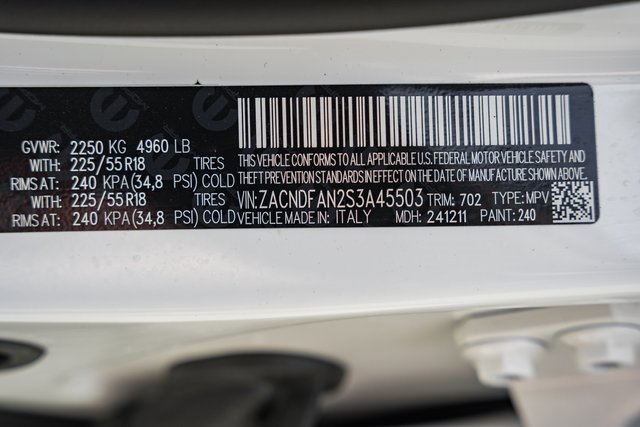 GVWR: 2250 KG 4960 LB
WITH: 225/55R18 TIRES
RIMS AT: 240 KPA(34,8 PSI) COLD
WITH: 225/55R18 TIRES
RIMS AT: 240 KPA(34,8 PSI) COLD
THIS VEHICLE CONFORMS TO ALL APPLICABLE U.S.FEDERAL MOTOR VEHICLE SAFETY AND
THEFT PREVENTION STANDARDS IN EFFECT ON THE DATE OF MANUFACTURE SHOWN ABOVE.
VIN:ZACNDFAN2S3A45503 TRIM: 702 TYPE: MPV
VEHICLE MADE IN: ITALY MDH: 241211 PAINT: 240